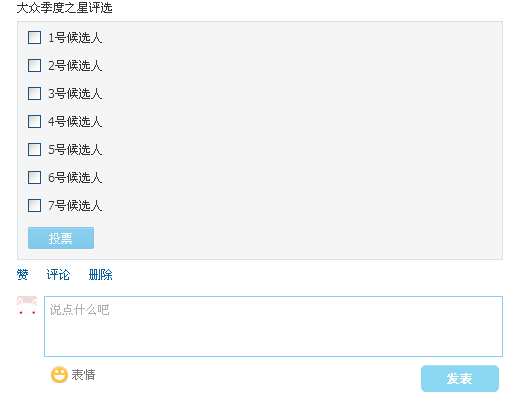 大众季度之星评选
1号候选人
2号候选人
3号候选人
4号候选人
5号候选人
6号候选人
7号候选人
投票
赞 评论 删除
说点什么吧
表情
发表